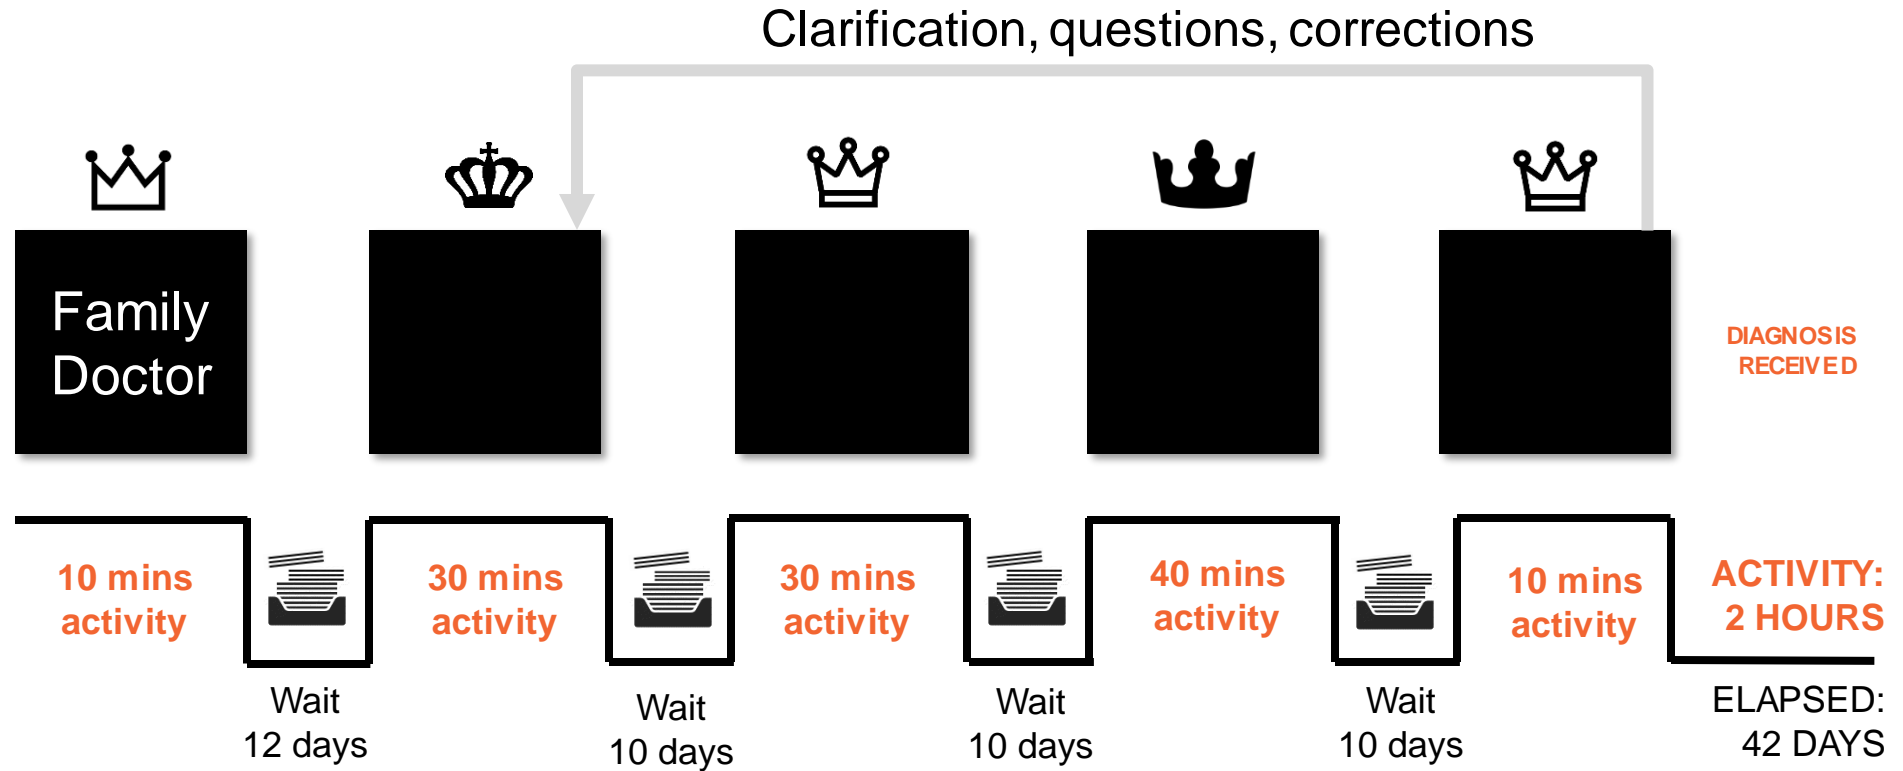 Clarification, questions, corrections
Family
Doctor
DIAGNOSIS
RECEIVED
10 mins
activity
30 mins
activity
30 mins
activity
40 mins
activity
10 mins
activity
ACTIVITY:
2 HOURS
Wait
12 days
Wait
10 days
Wait
10 days
Wait
10 days
ELAPSED:
42 DAYS